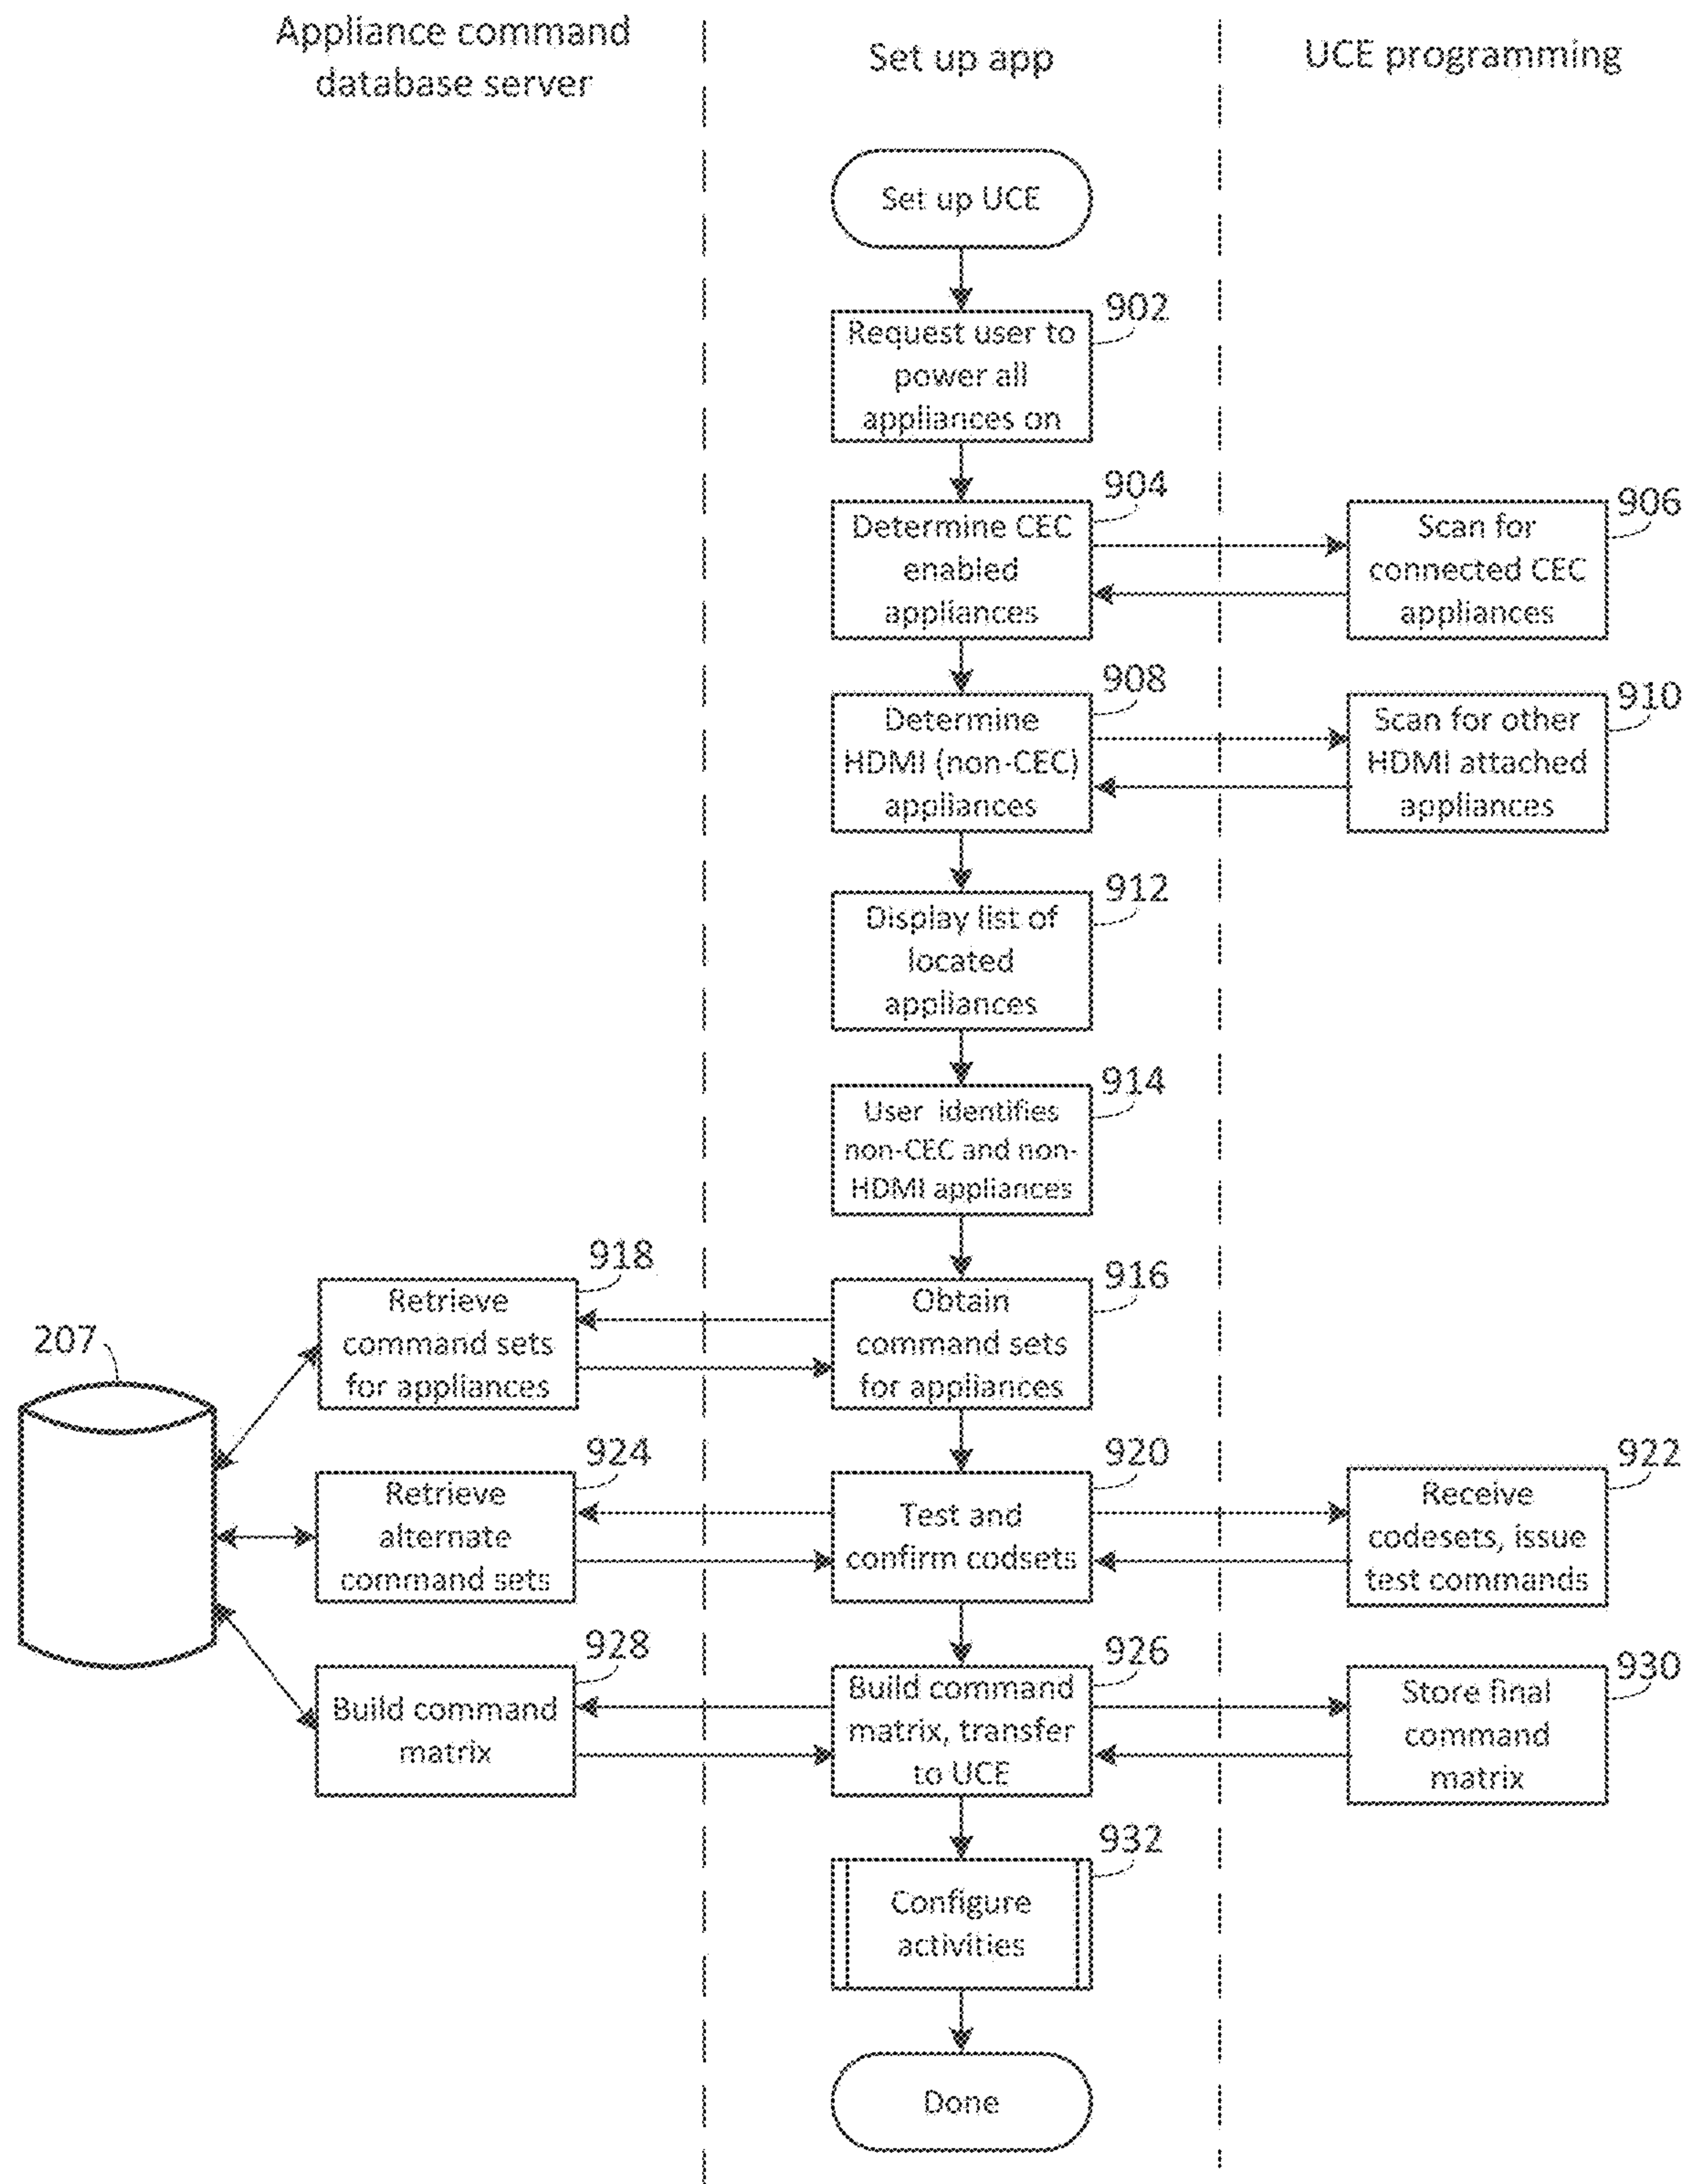 Appliance command
database server
Set up app
UCE programming
Set up UCE
902
Request user to
power all
appliances on
904
Determine CEC
enabled
appliances
906
Scan for
connected CEC
appliances
908
Determine
HDMI (non-CEC)
appliances
910
Scan for other
HDMI attached
appliances
912
Display list of
located
appliances
914
User identifies
non-CEC and non-
HDMI appliances
918
Retrieve
command sets
for appliances
916
Obtain
command sets
for appliances
207
924
Retrieve
alternate
command sets
920
Test and
confirm codsets
922
Receive
codesets, issue
test commands
928
Build command
matrix
926
Build command
matrix, transfer
to UCE
930
Store final
command
matrix
932
Configure
activities
Done